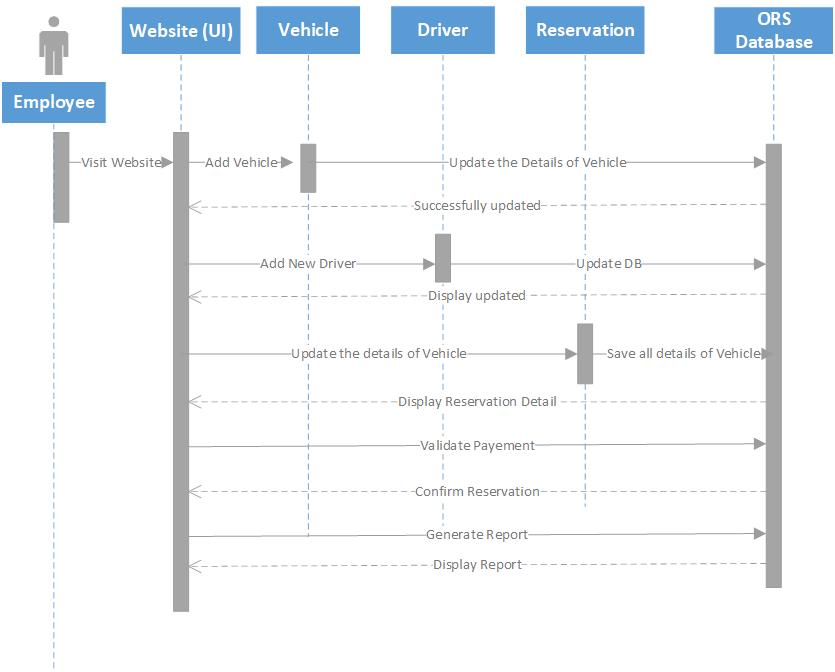 Website (UI)
Vehicle
Driver
Reservation
ORS
Database
Employee
Visit Website
Add Vehicle
Update the Details of Vehicle
Successfully updated
Add New Driver
Update DB
Display updated
Update the details of Vehicle
Save all details of Vehicle
Display Reservation Detail
Validate Payement
Confirm Reservation
Generate Report
Display Report